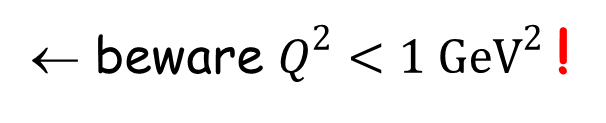 ← beware Q² < 1 GeV² !